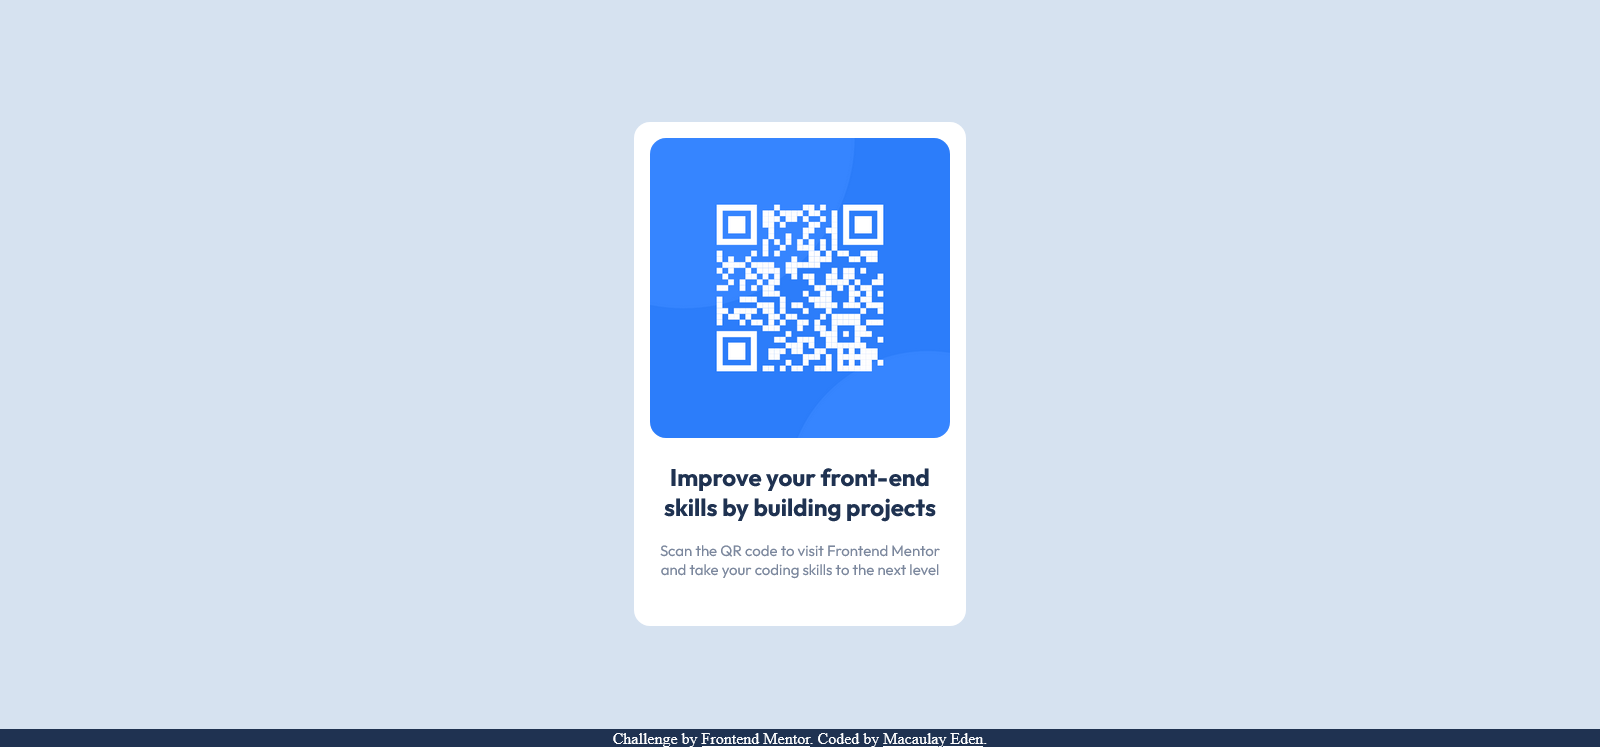 Improve your front-end
skills by building projects
Scan the QR code to visit Frontend Mentor
and take your coding skills to the next level
Challenge by Frontend Mentor. Coded by Macaulay Eden.